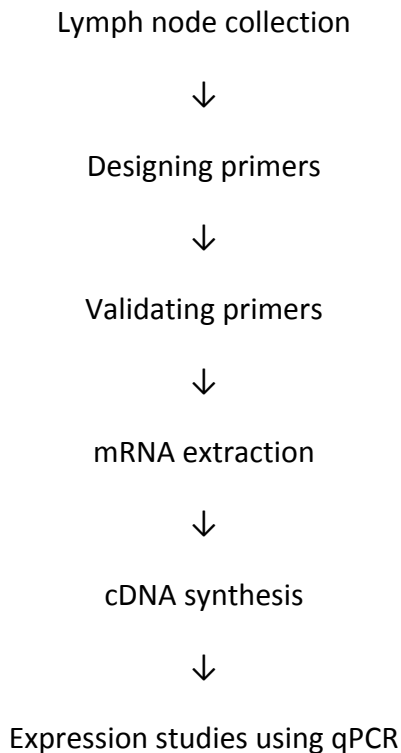 Lymph node collection
↓
Designing primers
↓
Validating primers
↓
mRNA extraction
↓
cDNA synthesis
↓
Expression studies using qPCR